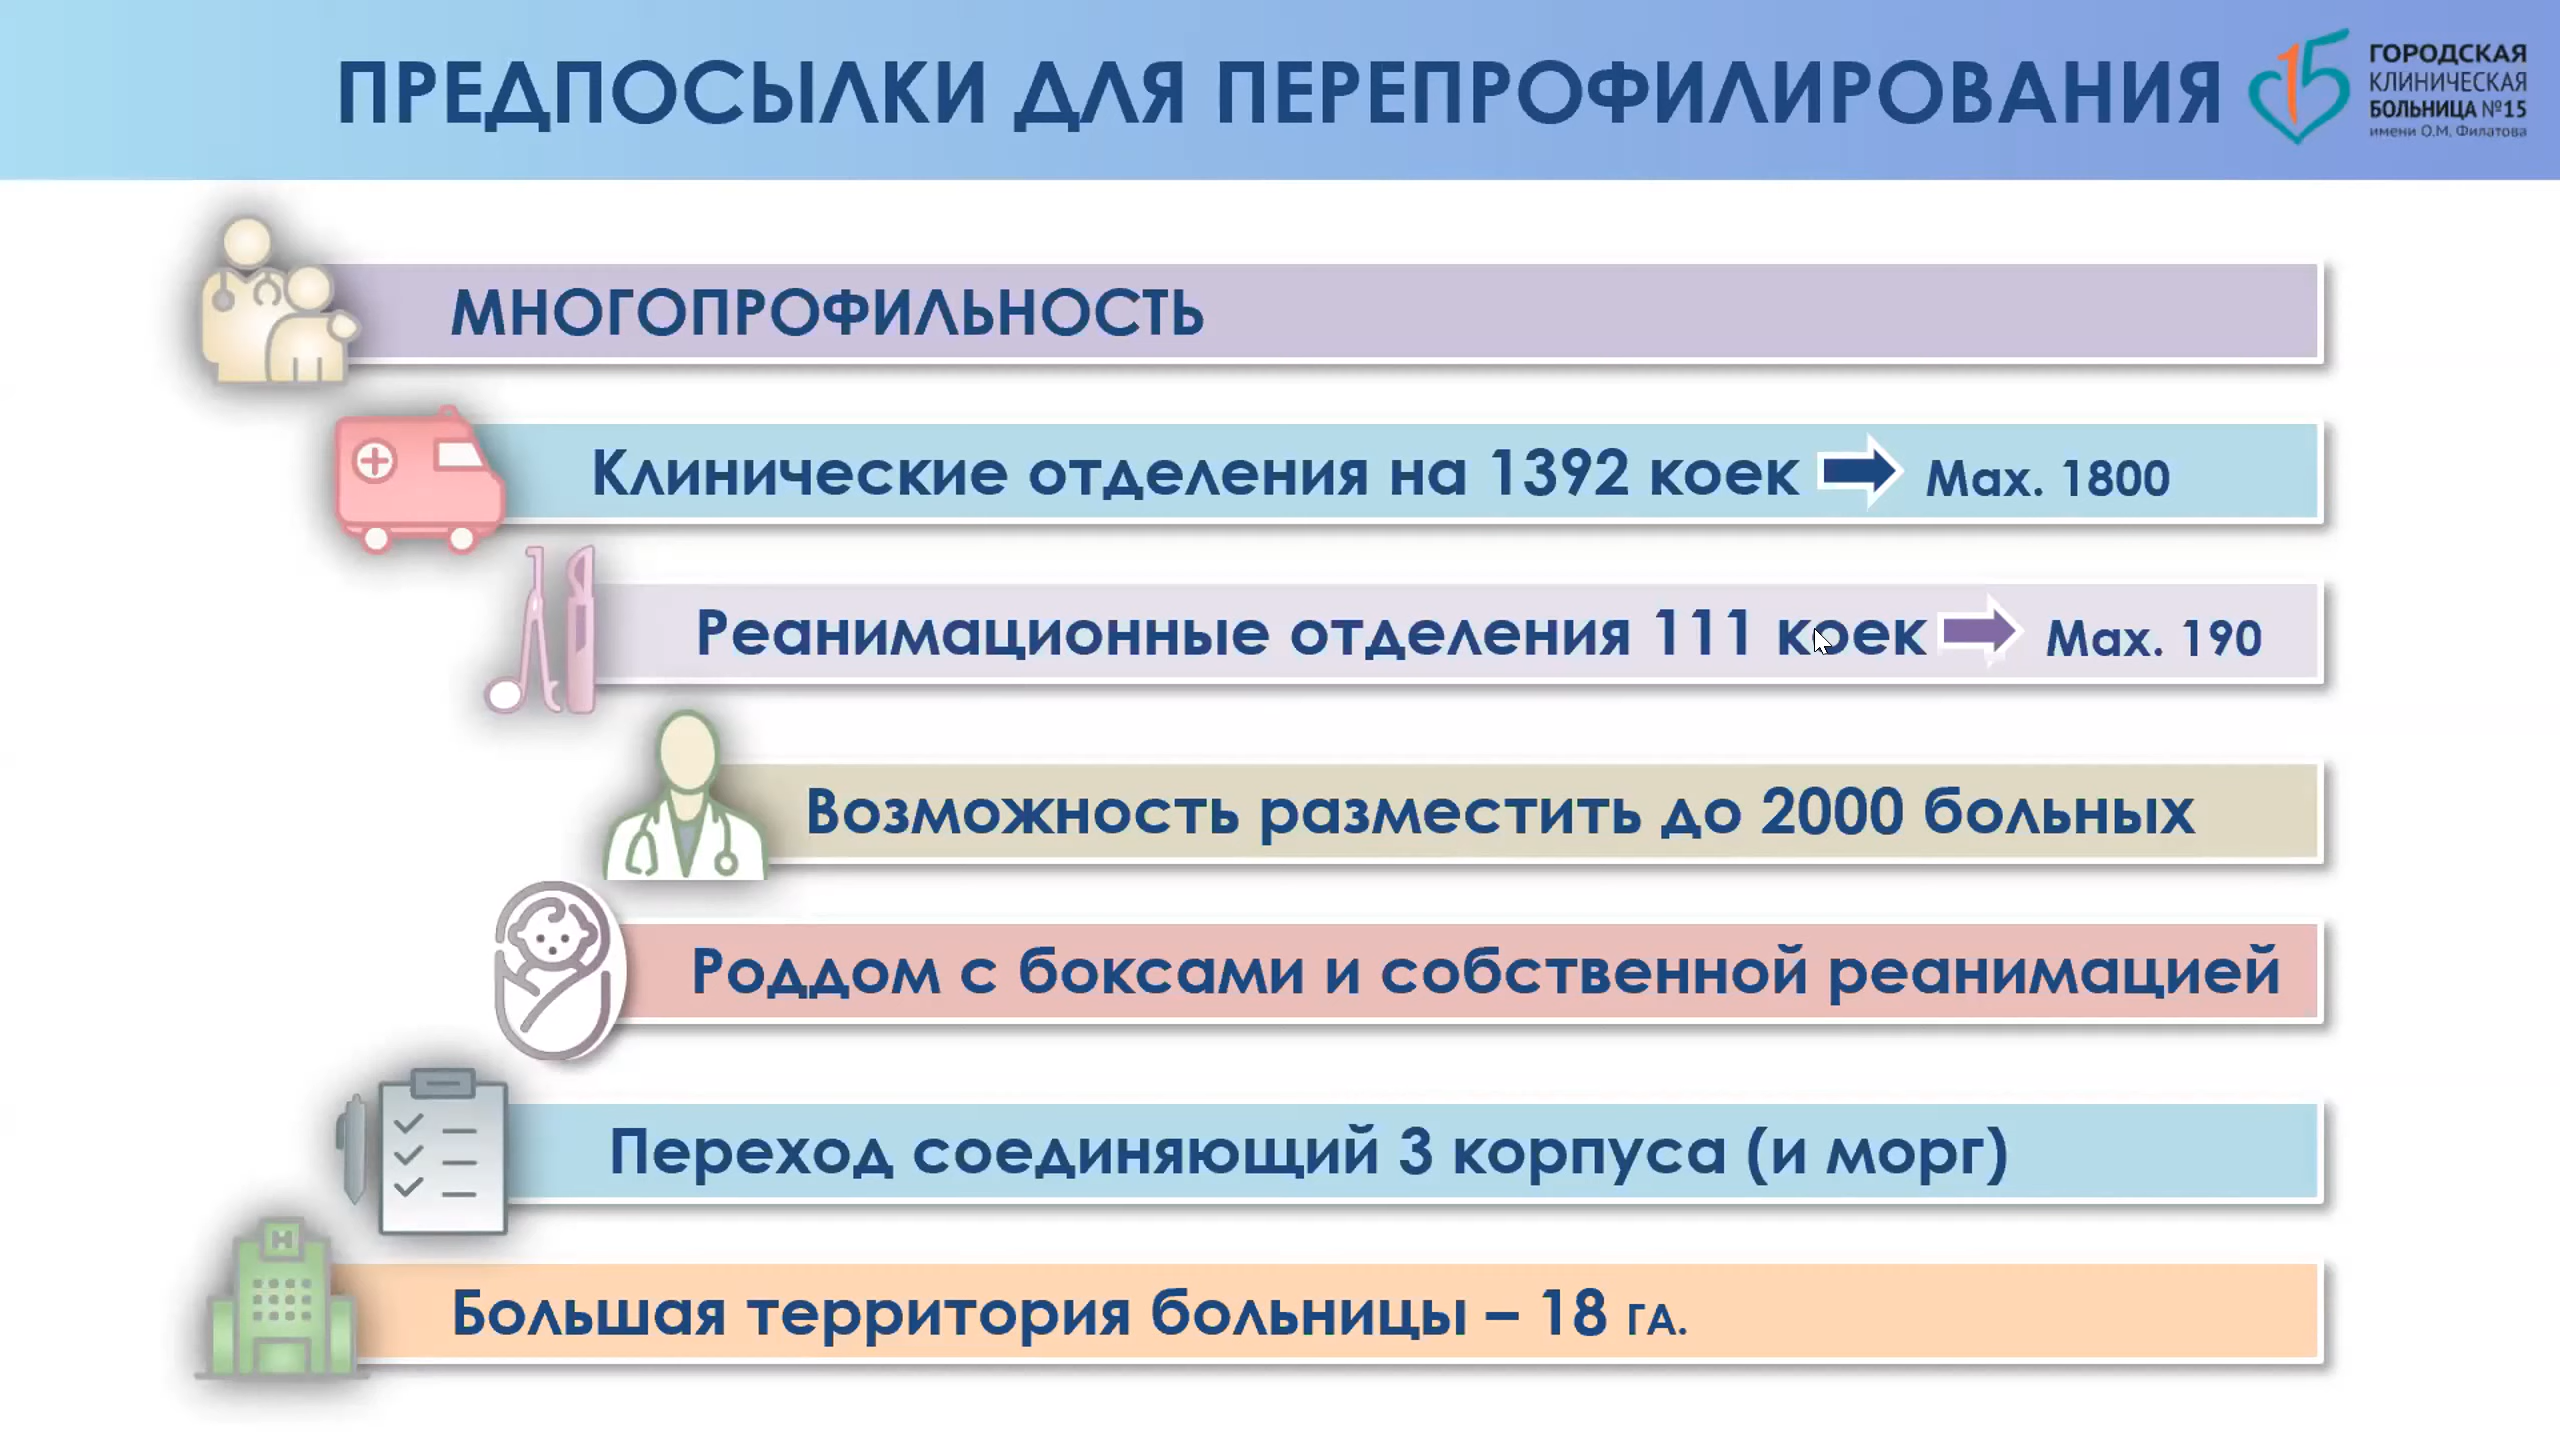 ПРЕДПОСЫЛКИ ДЛЯ ПЕРЕПРОФИЛИРОВАНИЯ
15
ГОРОДСКАЯ
КЛИНИЧЕСКАЯ
БОЛЬНИЦА №15
имени О.М. Филатова
МНОГОПРОФИЛЬНОСТЬ
Клинические отделения на 1392 коек Max. 1800
Реанимационные отделения 111 коек Max. 190
Возможность разместить до 2000 больных
Роддом с боксами и собственной реанимацией
Переход соединяющий 3 корпуса (и морг)
H
Большая территория больницы – 18 ГА.